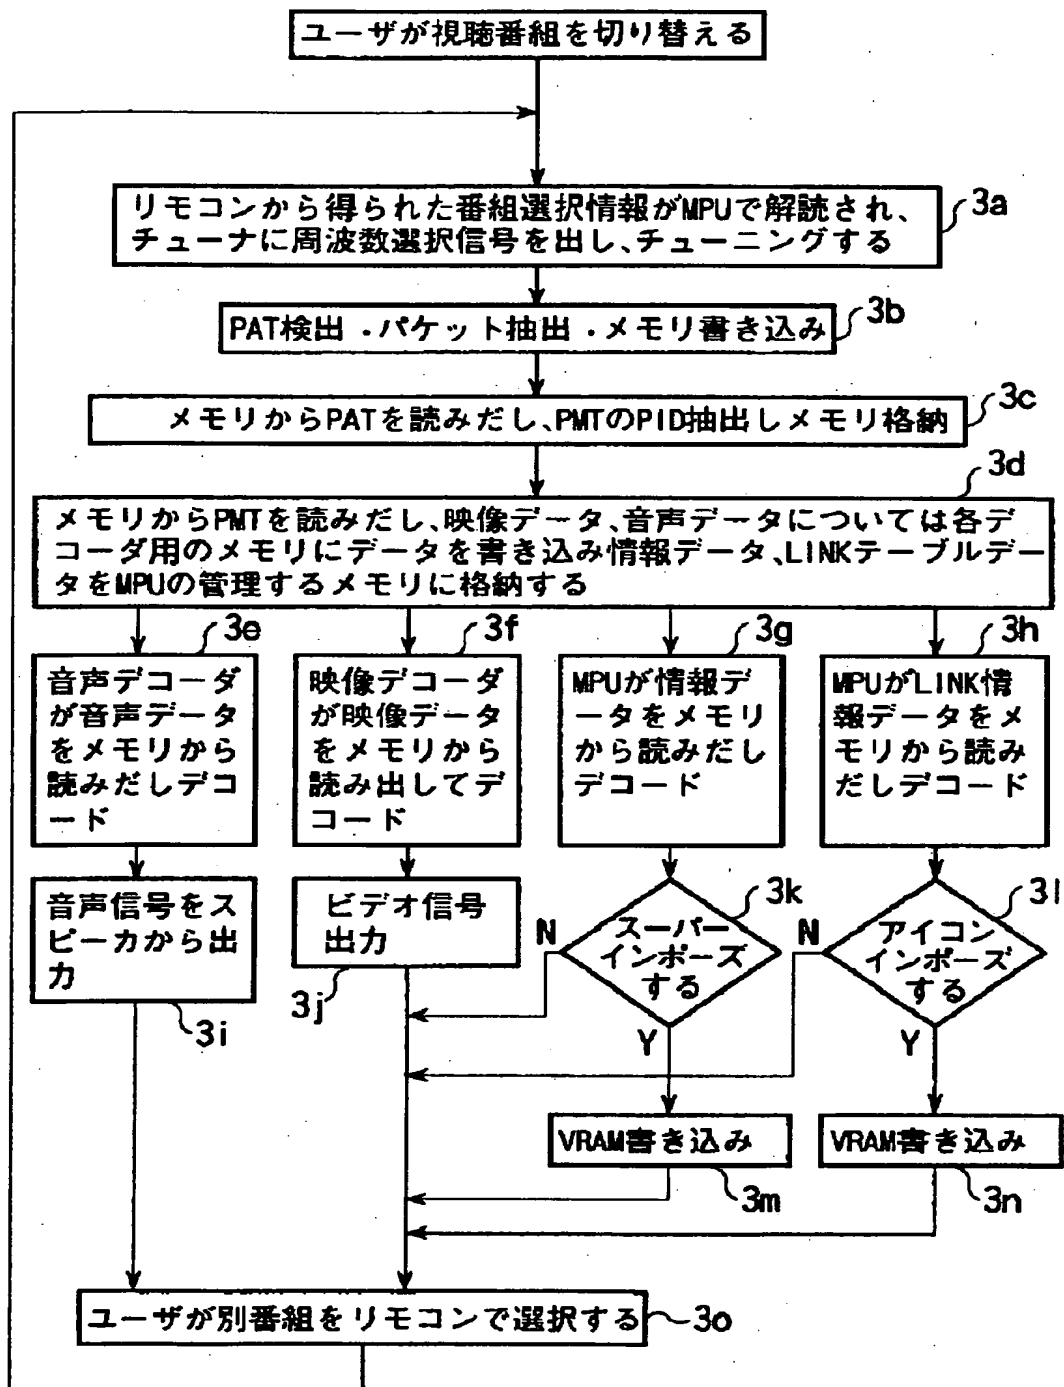 ユーザが視聴番組を切り替える
リモコンから得られた番組選択情報がMPUで解読され、
チューナに周波数選択信号を出し、チューニングする
3a
PAT検出・パケット抽出・メモリ書き込み
3b
メモリからPATを読みだし、PMTのPID抽出しメモリ格納
3c
3d
メモリからPMTを読みだし、映像データ、音声データについては各デ
コーダ用のメモリにデータを書き込み情報データ、LINKテーブルデー
タをMPUの管理するメモリに格納する
3e
音声デコーダ
が音声データ
をメモリから
読みだしデコ
ード
3f
映像デコーダ
が映像データ
をメモリから
読み出してデ
コード
3g
MPUが情報デ
ータをメモリ
から読みだし
デコード
3h
MPUがLINK情
報データをメ
モリから読み
だしデコード
音声信号をス
ピーカから出
力
3i
ビデオ信号
出力
3j
スーパー
インポーズ
する
3k
N
Y
アイコン
インポーズ
する
3l
N
Y
VRAM書き込み
3m
VRAM書き込み
3n
ユーザが別番組をリモコンで選択する
3o